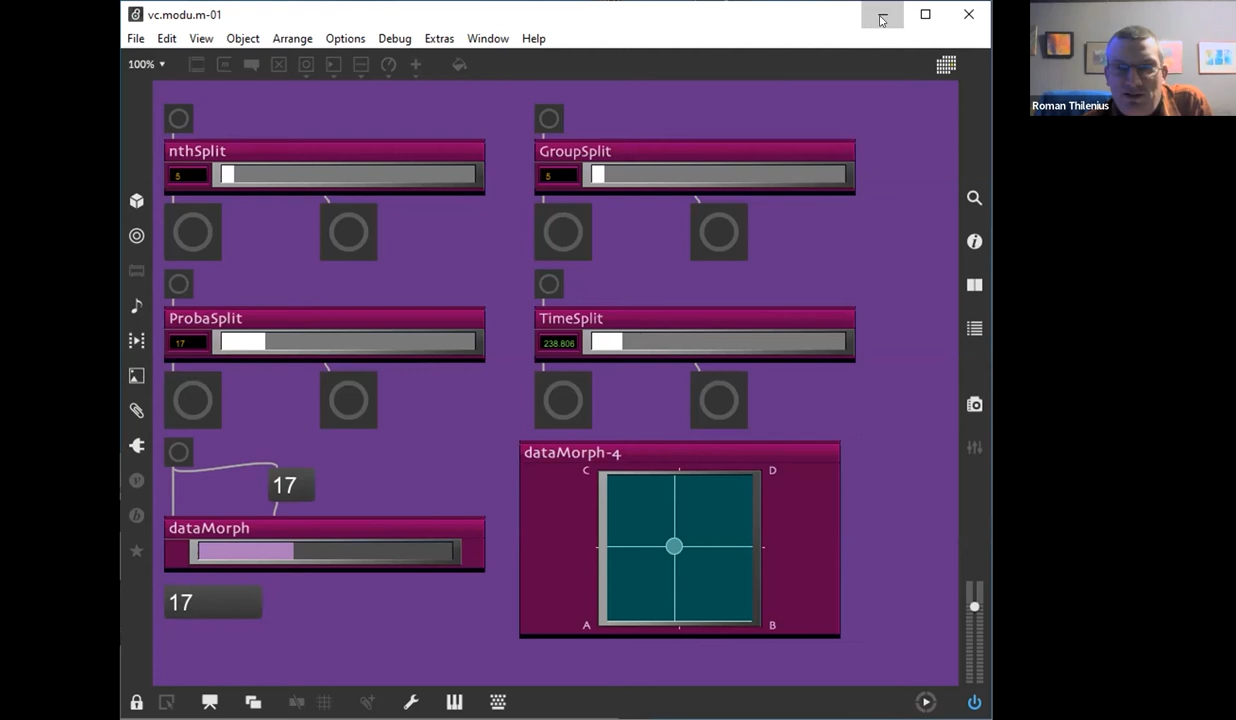 vc.modu.m-01
File Edit View Object Arrange Options Debug Extras Window Help
100%
Roman Thilenius
nthSplit
5
GroupSplit
5
ProbaSplit
17
TimeSplit
238.806
17
dataMorph
17
dataMorph-4
C D
A B